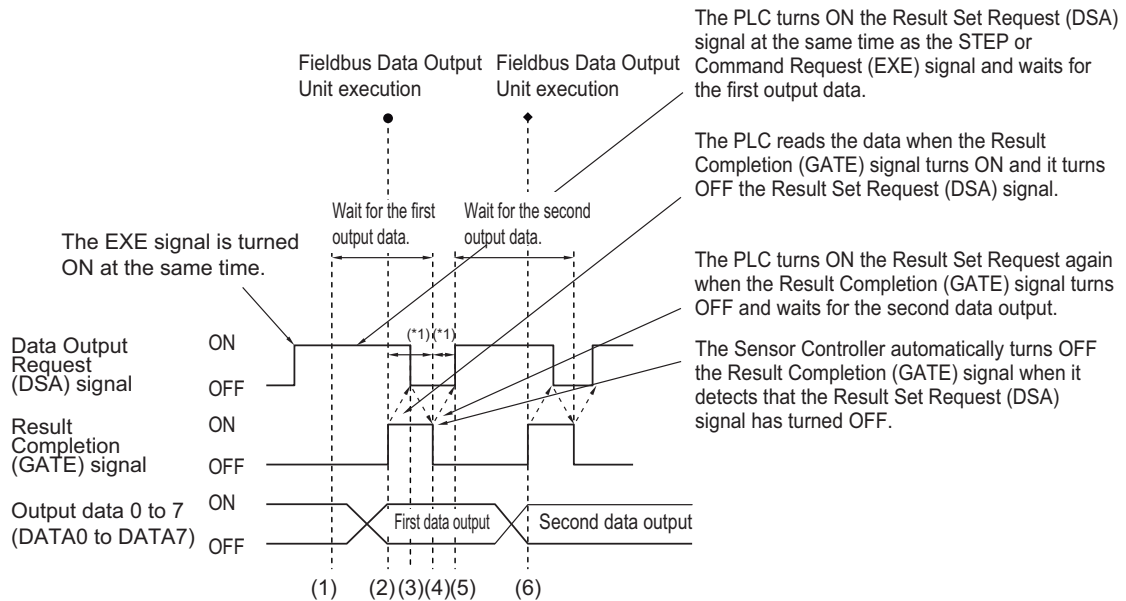 The PLC turns ON the Result Set Request (DSA)
signal at the same time as the STEP or
Command Request (EXE) signal and waits for
the first output data.
Fieldbus Data Output
Unit execution
Fieldbus Data Output
Unit execution
The PLC reads the data when the Result
Completion (GATE) signal turns ON and it turns
OFF the Result Set Request (DSA) signal.
Wait for the first
output data.
Wait for the second
output data.
The EXE signal is turned
ON at the same time.
The PLC turns ON the Result Set Request again
when the Result Completion (GATE) signal turns
OFF and waits for the second data output.
(*1)
(*1)
Data Output
Request
(DSA) signal
ON
OFF
The Sensor Controller automatically turns OFF
the Result Completion (GATE) signal when it
detects that the Result Set Request (DSA)
signal has turned OFF.
Result
Completion
(GATE) signal
ON
OFF
Output data 0 to 7
(DATA0 to DATA7)
ON
OFF
First data output
Second data output
(1)
(2)
(3)
(4)
(5)
(6)